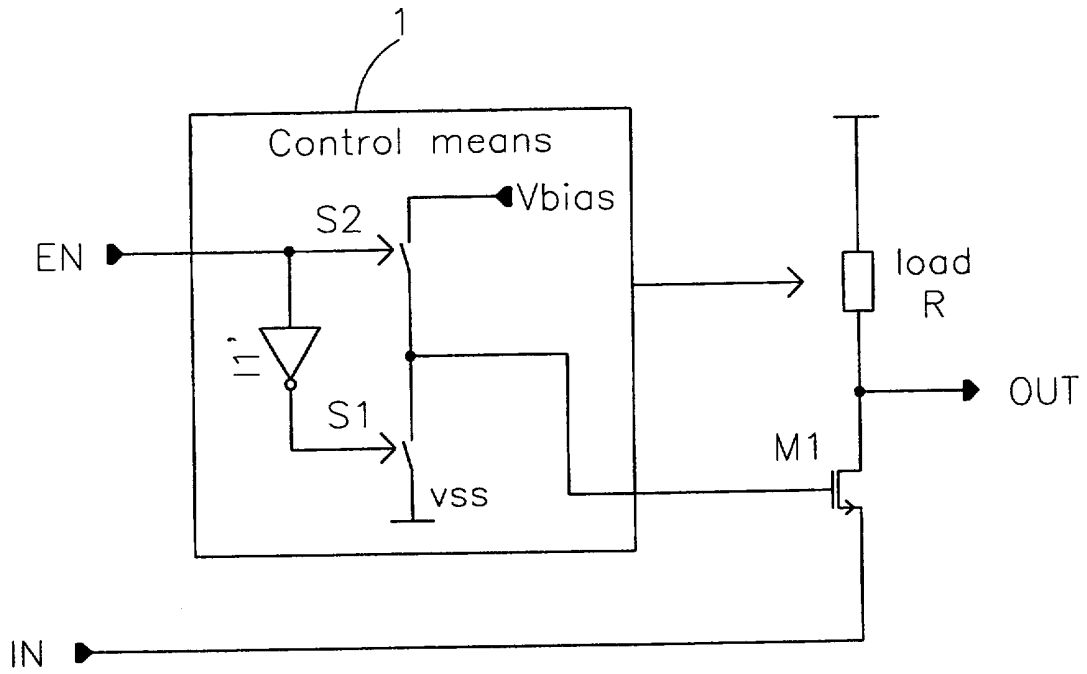 1
Control means
Vbias
S2
EN
load
R
I1'
S1
OUT
M1
vss
IN